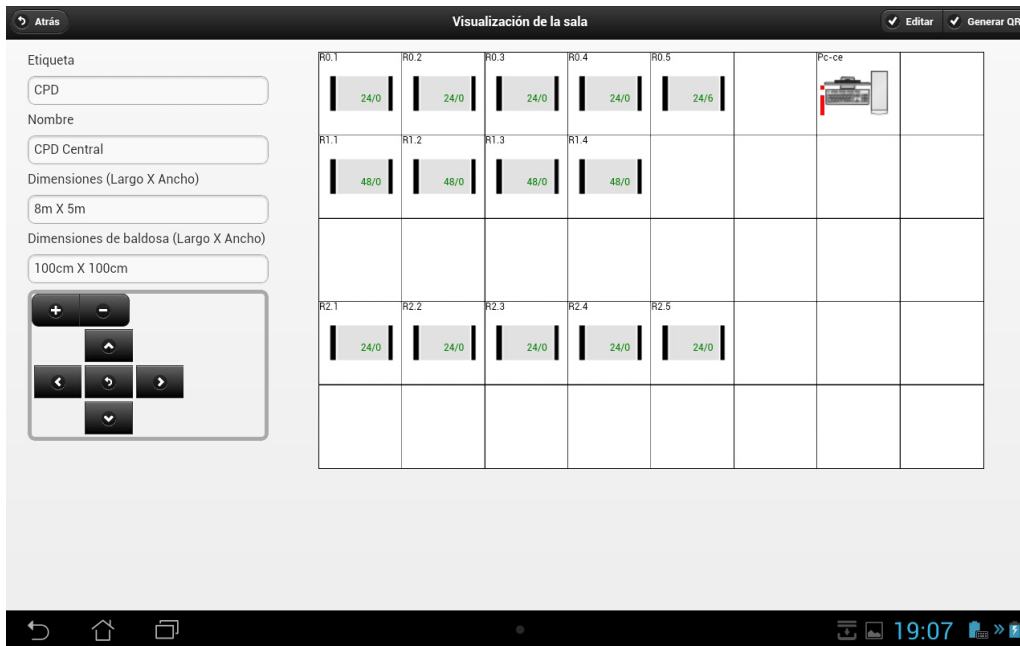 Atrás
Visualización de la sala
Editar
Generar QR
Etiqueta
CPD
Nombre
CPD Central
Dimensiones (Largo X Ancho)
8m X 5m
Dimensiones de baldosa (Largo X Ancho)
100cm X 100cm
R0.1 R0.2 R0.3 R0.4 R0.5 Pc-ce
24/0 24/0 24/0 24/0 24/6
R1.1 R1.2 R1.3 R1.4
48/0 48/0 48/0 48/0
R2.1 R2.2 R2.3 R2.4 R2.5
24/0 24/0 24/0 24/0 24/0
19:07